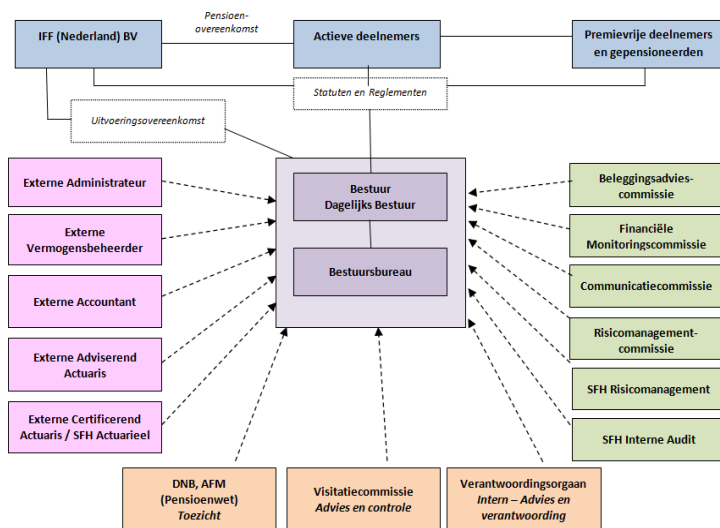 Pensioen-
overeenkomst
IFF (Nederland) BV
Actieve deelnemers
Premievrije deelnemers
en gepensioneerden
Statuten en Reglementen
Uitvoeringsovereenkomst
Externe Administrateur
Externe
Vermogensbeheerder
Externe Accountant
Externe Adviserend
Actuaris
Externe Certificerend
Actuaris / SFH Actuarieel
Bestuur
Dagelijks Bestuur
Bestuursbureau
Beleggingsadvies-
commissie
Financiële
Monitoringscommissie
Communicatiecommissie
Risicomanagement-
commissie
SFH Risicomanagement
SFH Interne Audit
DNB, AFM
(Pensioenwet)
Toezicht
Visitatiecommissie
Advies en controle
Verantwoordingsorgaan
Intern – Advies en
verantwoording